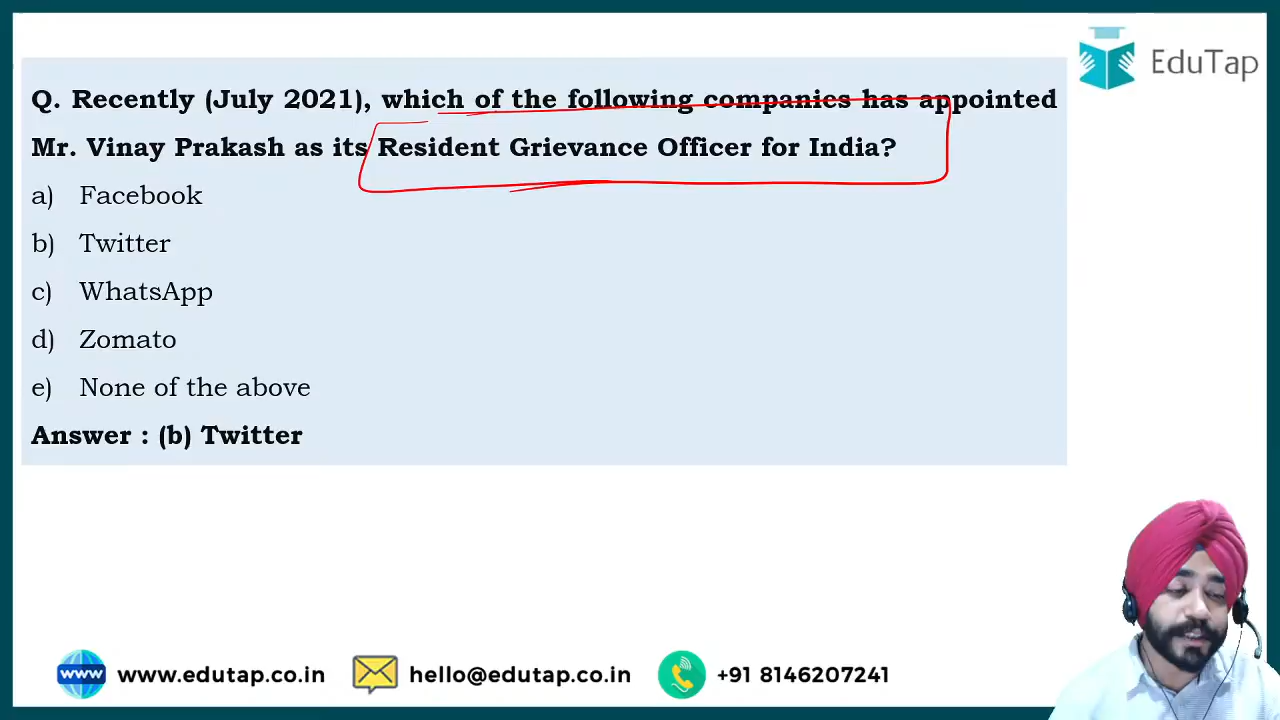 EduTap
Q. Recently (July 2021), which of the following companies has appointed
Mr. Vinay Prakash as its Resident Grievance Officer for India?
a) Facebook
b) Twitter
c) WhatsApp
d) Zomato
e) None of the above
Answer : (b) Twitter
www www.edutap.co.in hello@edutap.co.in +91 8146207241